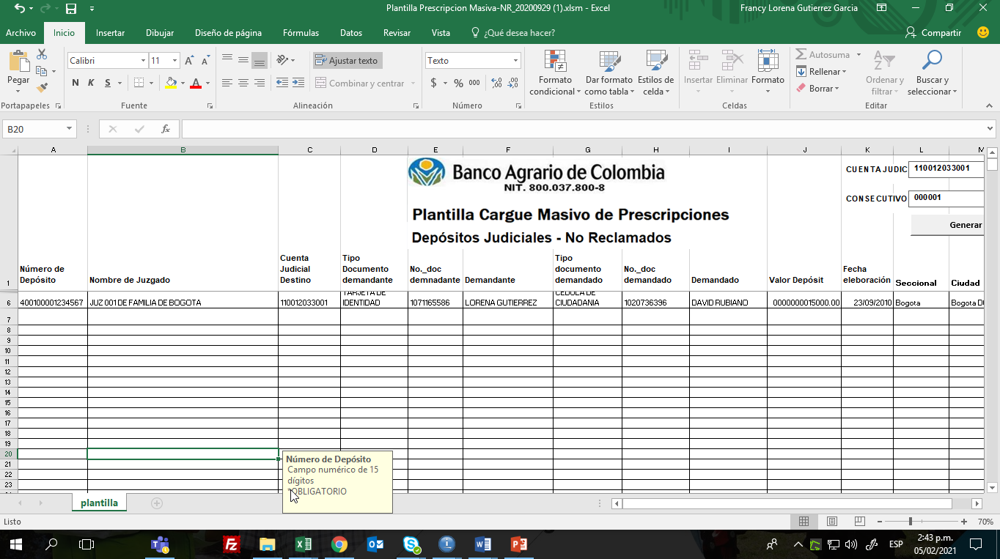 Plantilla Prescripcion Masiva-NR_20200929 (1).xlsm - Excel
Francy Lorena Gutierrez Garcia
Archivo Inicio Insertar Dibujar Diseño de página Fórmulas Datos Revisar Vista ¿Qué desea hacer? Compartir
Pegar
Portapapeles
Calibri 11
N K S
Fuente
Ajustar texto
Combinar y centrar
Alineación
Texto
$ % 000
Número
Formato condicional
Dar formato como tabla
Estilos de celda
Estilos
Insertar Eliminar Formato
Celdas
Autosuma
Rellenar
Borrar
Ordenar y filtrar
Buscar y seleccionar
Editar
B20 fx
A B C D E F G H I J K L M
Banco Agrario de Colombia
NIT. 800.037.800-8
Plantilla Cargue Masivo de Prescripciones
Depósitos Judiciales - No Reclamados
CUENTA JUDIC 110012033001
CONSECUTIVO 000001
Generar
1 Número de Depósito Nombre de Juzgado Cuenta Judicial Destino Tipo Documento demandante No._doc demnadante Demandante Tipo documento demandado No._doc demandado Demandado Valor Depósit Fecha eleboración Seccional Ciudad
6 400100001234567 JUZ 001 DE FAMILIA DE BOGOTA 110012033001 TARJETA DE IDENTIDAD 1071165586 LORENA GUTIERREZ CEDULA DE CIUDADANIA 1020736396 DAVID RUBIANO 0000000015000.00 23/09/2010 Bogota Bogota D
7
8
9
10
11
12
13
14
15
16
17
18
19
20
21
22
23
Número de Depósito
Campo numérico de 15
dígitos
*OBLIGATORIO
plantilla
Listo
70%
ESP
2:43 p.m.
05/02/2021